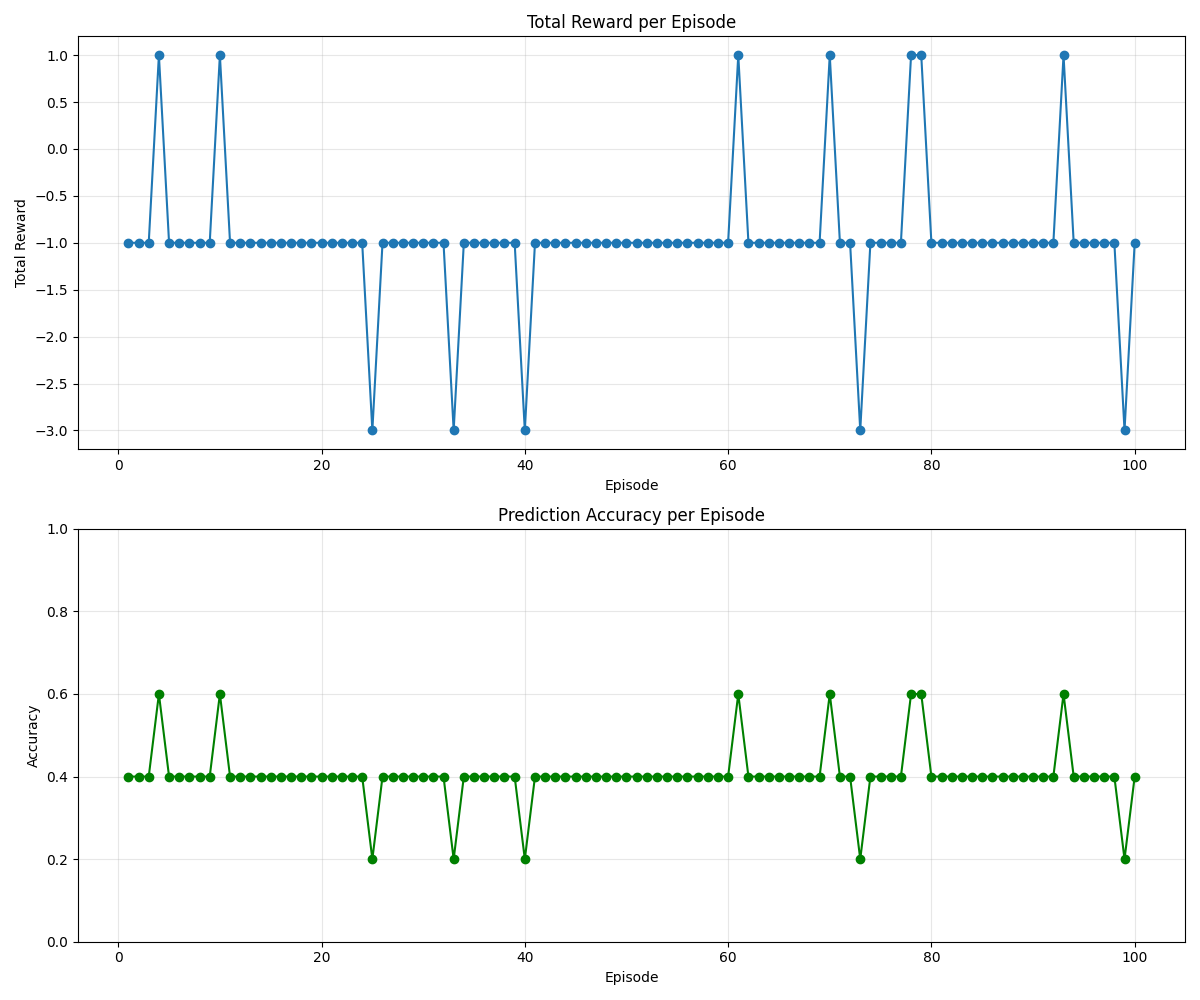 Total Reward per Episode
Total Reward
1.0
0.5
0.0
−0.5
−1.0
−1.5
−2.0
−2.5
−3.0
0 20 40 60 80 100
Episode
Prediction Accuracy per Episode
Accuracy
1.0
0.8
0.6
0.4
0.2
0.0
0 20 40 60 80 100
Episode